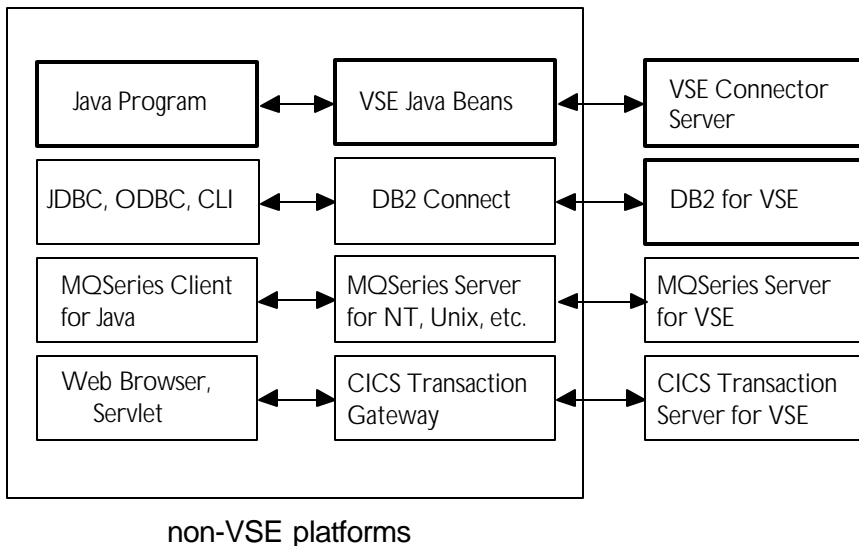 Java Program
VSE Java Beans
VSE Connector
Server
JDBC, ODBC, CLI
DB2 Connect
DB2 for VSE
MQSeries Client
for Java
MQSeries Server
for NT, Unix, etc.
MQSeries Server
for VSE
Web Browser,
Servlet
CICS Transaction
Gateway
CICS Transaction
Server for VSE
non-VSE platforms